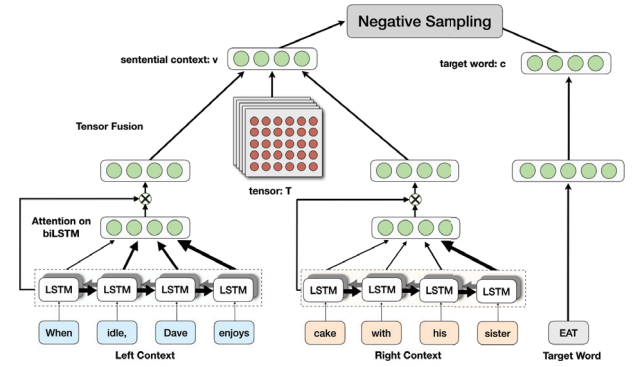 Negative Sampling
sentential context: v
target word: c
Tensor Fusion
tensor: T
Attention on
biLSTM
LSTM LSTM LSTM LSTM LSTM LSTM LSTM LSTM
When idle, Dave enjoys cake with his sister EAT
Left Context Right Context Target Word